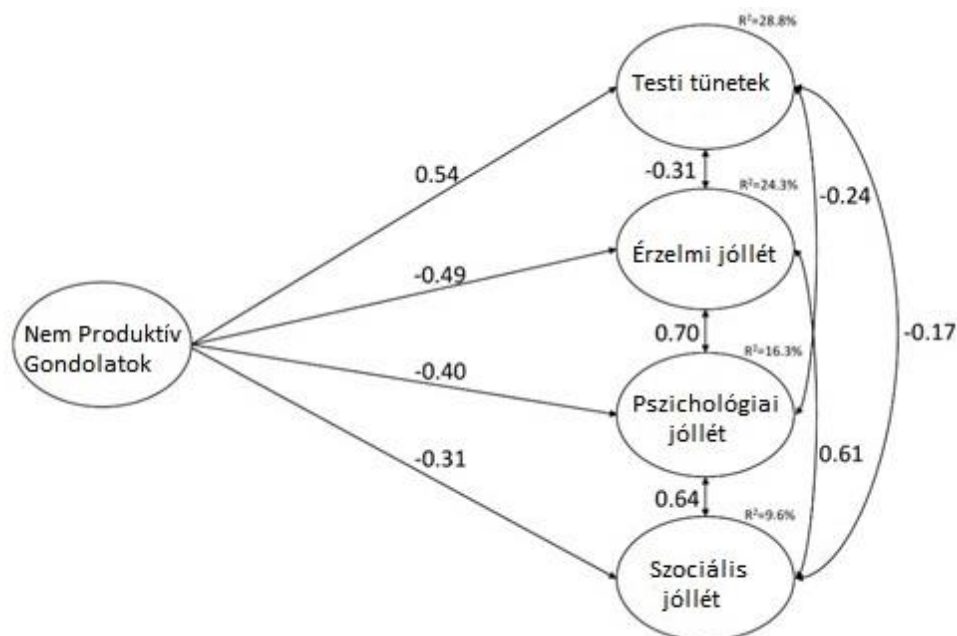 R²=28.8%
Testi tünetek
0.54
-0.31
R²=24.3%
-0.24
Érzelmi jóllét
-0.49
Nem Produktív
Gondolatok
0.70
-0.17
R²=16.3%
-0.40
Pszichológiai
jóllét
-0.31
0.61
0.64
R²=9.6%
Szociális
jóllét